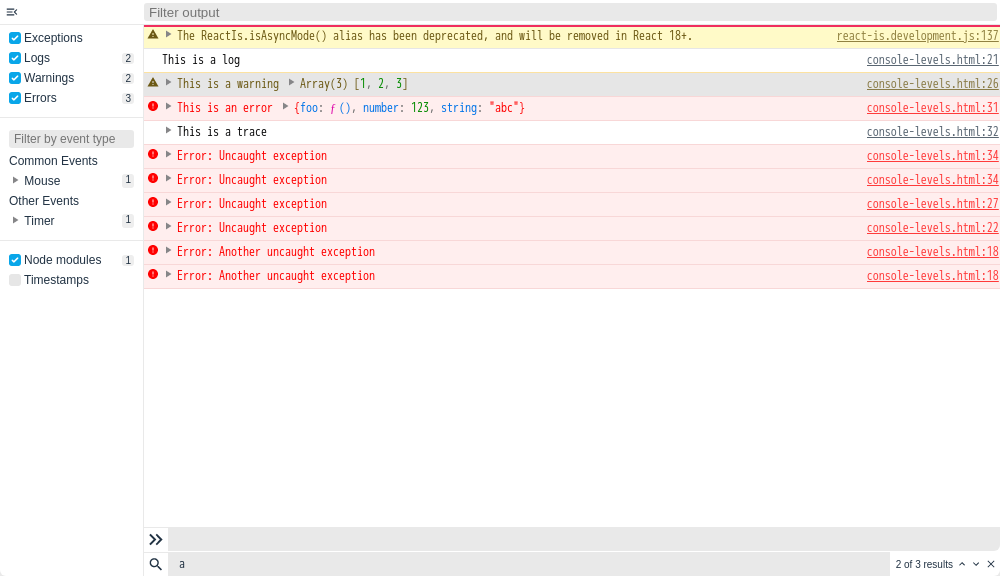 Filter output
Exceptions
Logs 2
Warnings 2
Errors 3
Filter by event type
Common Events
Mouse 1
Other Events
Timer 1
Node modules 1
Timestamps
The ReactIs.isAsyncMode() alias has been deprecated, and will be removed in React 18+. react-is.development.js:137
This is a log console-levels.html:21
This is a warning Array(3) [1, 2, 3] console-levels.html:26
This is an error {foo: ƒ (), number: 123, string: "abc"} console-levels.html:31
This is a trace console-levels.html:32
Error: Uncaught exception console-levels.html:34
Error: Uncaught exception console-levels.html:34
Error: Uncaught exception console-levels.html:27
Error: Uncaught exception console-levels.html:22
Error: Another uncaught exception console-levels.html:18
Error: Another uncaught exception console-levels.html:18
a 2 of 3 results